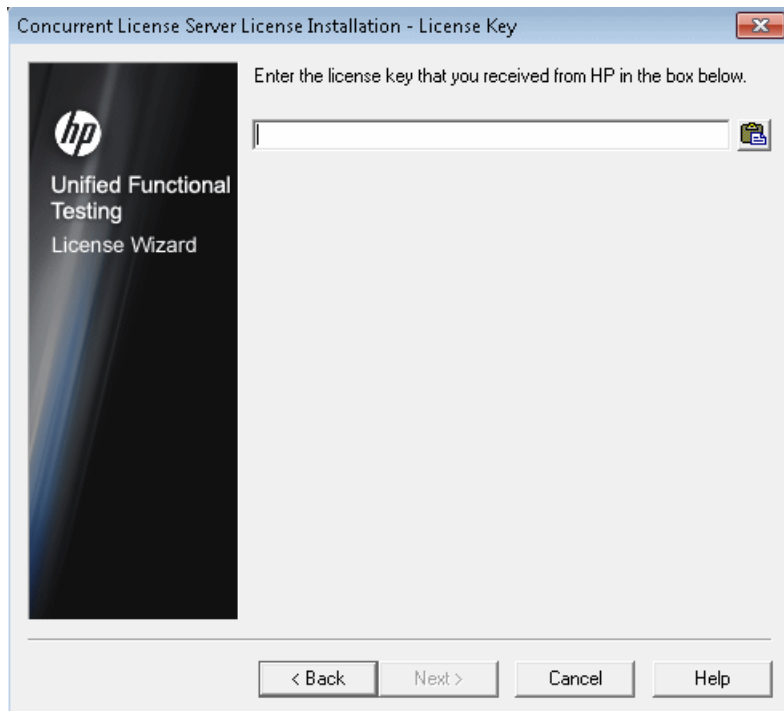 Concurrent License Server License Installation - License Key
Enter the license key that you received from HP in the box below.
hp
Unified Functional
Testing
License Wizard
< Back
Next >
Cancel
Help